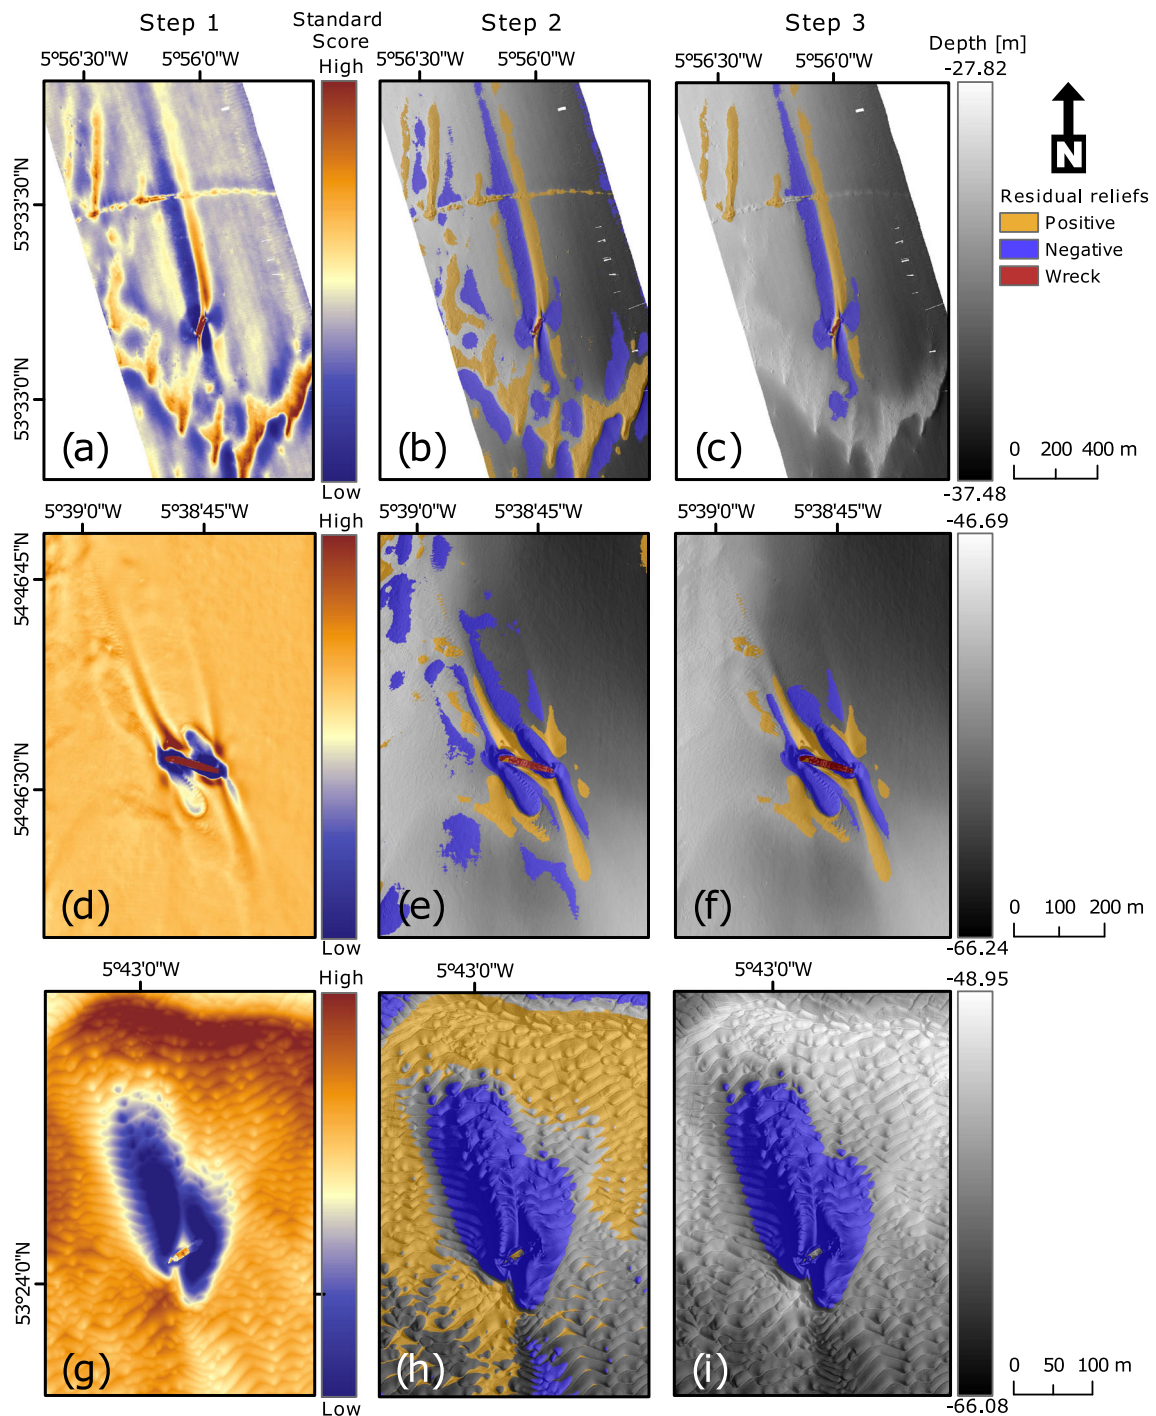 Step 1
Standard
Score
Step 2
Step 3
5°56'30"W
5°56'0"W
High
5°56'30"W
5°56'0"W
5°56'30"W
5°56'0"W
Depth [m]
-27.82
N
Residual reliefs
Positive
Negative
Wreck
53°33'30"N
53°33'0"N
(a)
(b)
(c)
0 200 400 m
Low
-37.48
5°39'0"W
5°38'45"W
High
5°39'0"W
5°38'45"W
5°39'0"W
5°38'45"W
-46.69
54°46'45"N
54°46'30"N
(d)
(e)
(f)
0 100 200 m
Low
-66.24
5°43'0"W
High
5°43'0"W
5°43'0"W
-48.95
53°24'0"N
(g)
(h)
(i)
0 50 100 m
Low
-66.08